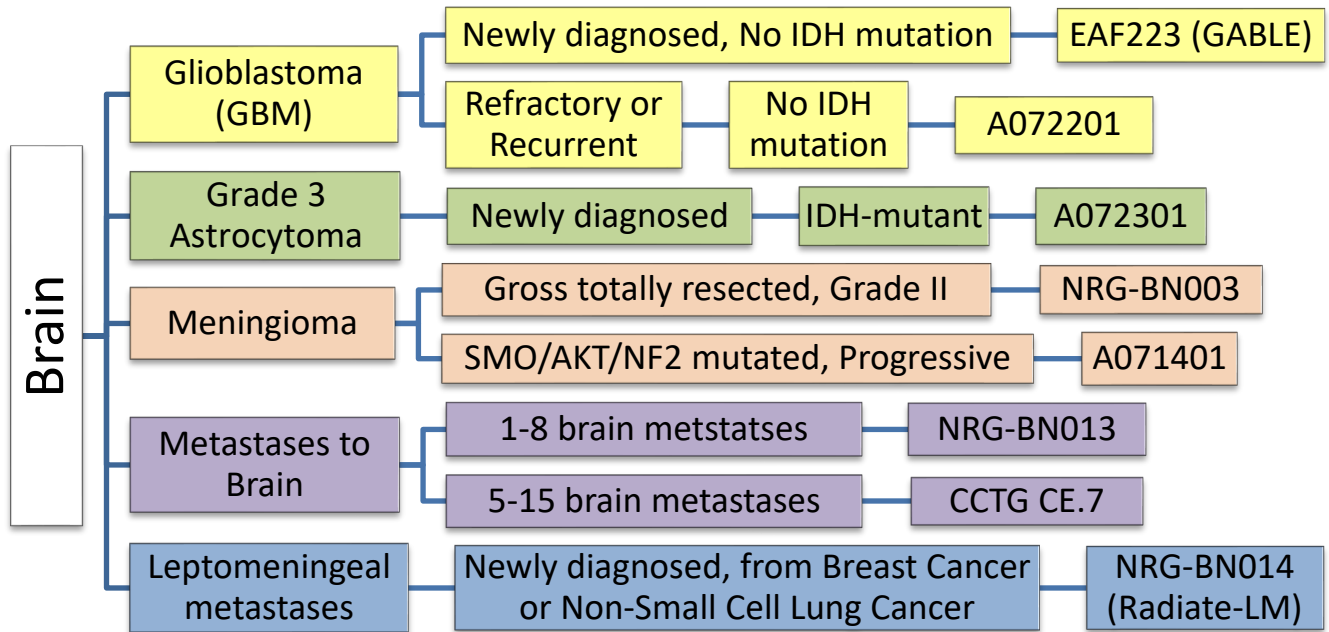 Brain
Glioblastoma
(GBM)
Newly diagnosed, No IDH mutation
EAF223 (GABLE)
Refractory or
Recurrent
No IDH
mutation
A072201
Grade 3
Astrocytoma
Newly diagnosed
IDH-mutant
A072301
Meningioma
Gross totally resected, Grade II
NRG-BN003
SMO/AKT/NF2 mutated, Progressive
A071401
Metastases to
Brain
1-8 brain metstatses
NRG-BN013
5-15 brain metastases
CCTG CE.7
Leptomeningeal
metastases
Newly diagnosed, from Breast Cancer
or Non-Small Cell Lung Cancer
NRG-BN014
(Radiate-LM)